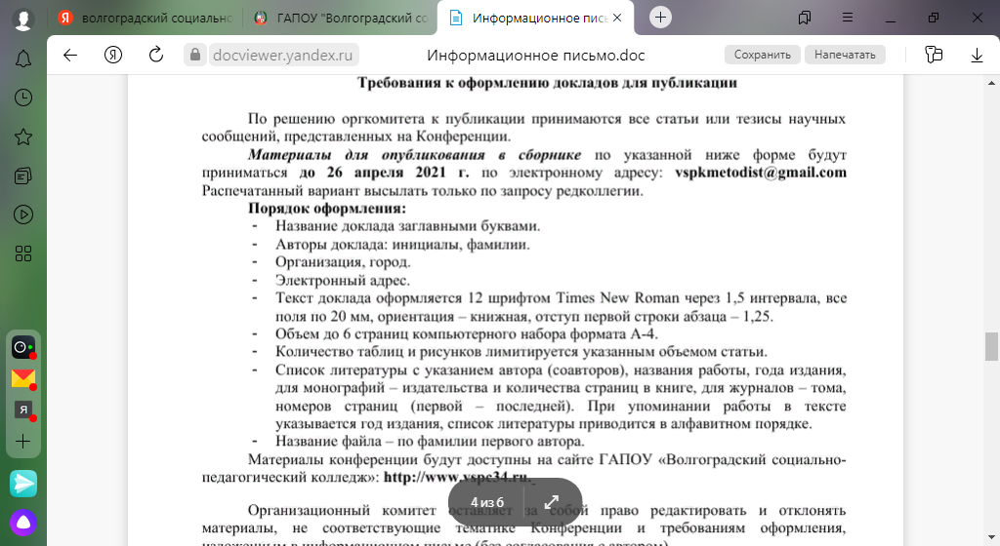 волгоградский социально
ГАПОУ "Волгоградский со
Информационное пись
docviewer.yandex.ru
Информационное письмо.doc
Сохранить
Напечатать
Требования к оформлению докладов для публикации
По решению оргкомитета к публикации принимаются все статьи или тезисы научных
сообщений, представленных на Конференции.
Материалы для опубликования в сборнике по указанной ниже форме будут
приниматься до 26 апреля 2021 г. по электронному адресу: vspkmetodist@gmail.com
Распечатанный вариант высылать только по запросу редколлегии.
Порядок оформления:
- Название доклада заглавными буквами.
- Авторы доклада: инициалы, фамилии.
- Организация, город.
- Электронный адрес.
- Текст доклада оформляется 12 шрифтом Times New Roman через 1,5 интервала, все
поля по 20 мм, ориентация – книжная, отступ первой строки абзаца – 1,25.
- Объем до 6 страниц компьютерного набора формата А-4.
- Количество таблиц и рисунков лимитируется указанным объемом статьи.
- Список литературы с указанием автора (соавторов), названия работы, года издания,
для монографий – издательства и количества страниц в книге, для журналов – тома,
номеров страниц (первой – последней). При упоминании работы в тексте
указывается год издания, список литературы приводится в алфавитном порядке.
- Название файла – по фамилии первого автора.
Материалы конференции будут доступны на сайте ГАПОУ «Волгоградский социально-
педагогический колледж»: http://www.vspc34.ru.
4 из 6
Организационный комитет оставляет за собой право редактировать и отклонять
материалы, не соответствующие тематике Конференции и требованиям оформления,
изложенным в информационном письме (без согласования с автором).